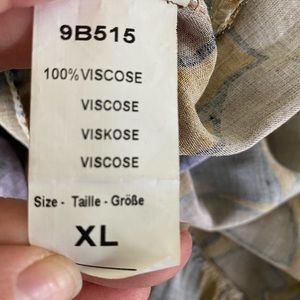 9B515
100%VISCOSE
VISCOSE
VISKOSE
VISCOSE
Size - Taille - Größe
XL